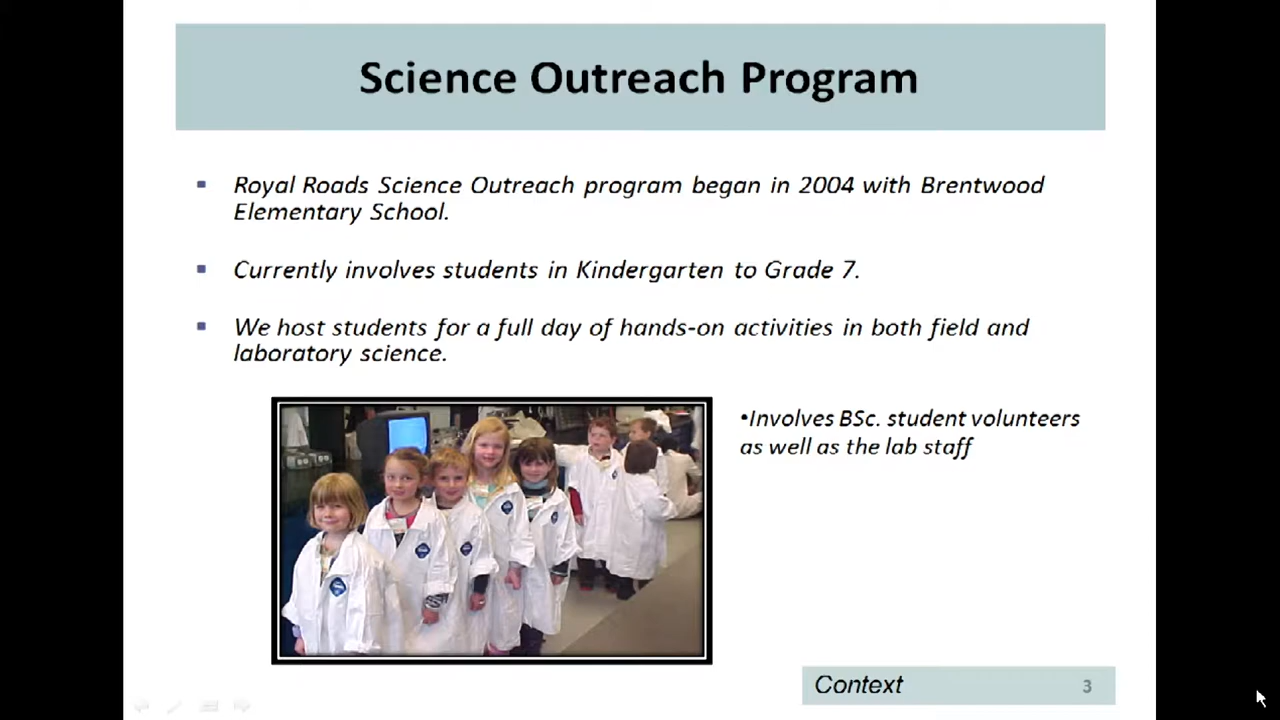 Science Outreach Program
▪ Royal Roads Science Outreach program began in 2004 with Brentwood
Elementary School.
▪ Currently involves students in Kindergarten to Grade 7.
▪ We host students for a full day of hands-on activities in both field and
laboratory science.
•Involves BSc. student volunteers
as well as the lab staff
Context 3